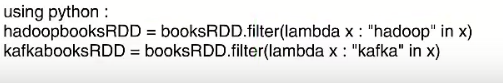 using python :
hadoopbooksRDD = booksRDD.filter(lambda x : "hadoop" in x)
kafkabooksRDD = booksRDD.filter(lambda x : "kafka" in x)